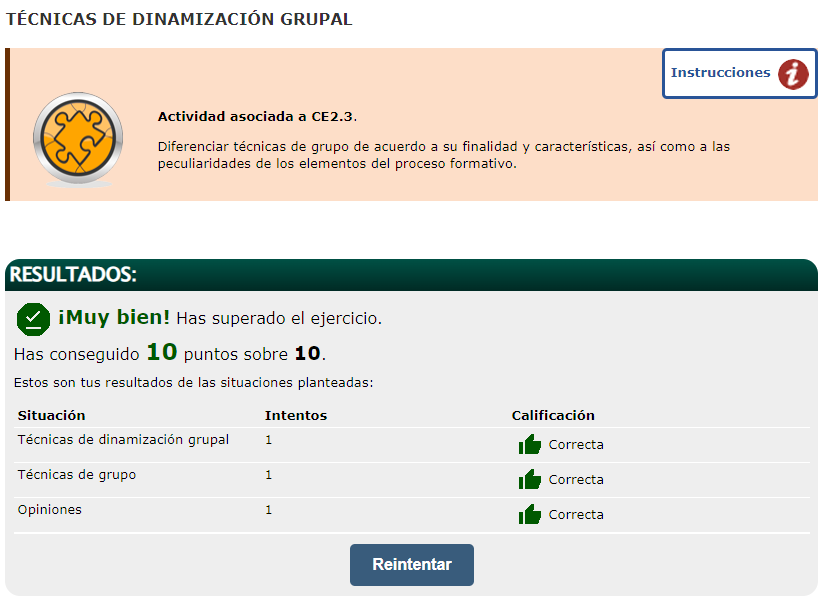 TÉCNICAS DE DINAMIZACIÓN GRUPAL
Instrucciones
Actividad asociada a CE2.3.
Diferenciar técnicas de grupo de acuerdo a su finalidad y características, así como a las
peculiaridades de los elementos del proceso formativo.
RESULTADOS:
¡Muy bien! Has superado el ejercicio.
Has conseguido 10 puntos sobre 10.
Estos son tus resultados de las situaciones planteadas:
Situación Intentos Calificación
Técnicas de dinamización grupal 1 Correcta
Técnicas de grupo 1 Correcta
Opiniones 1 Correcta
Reintentar